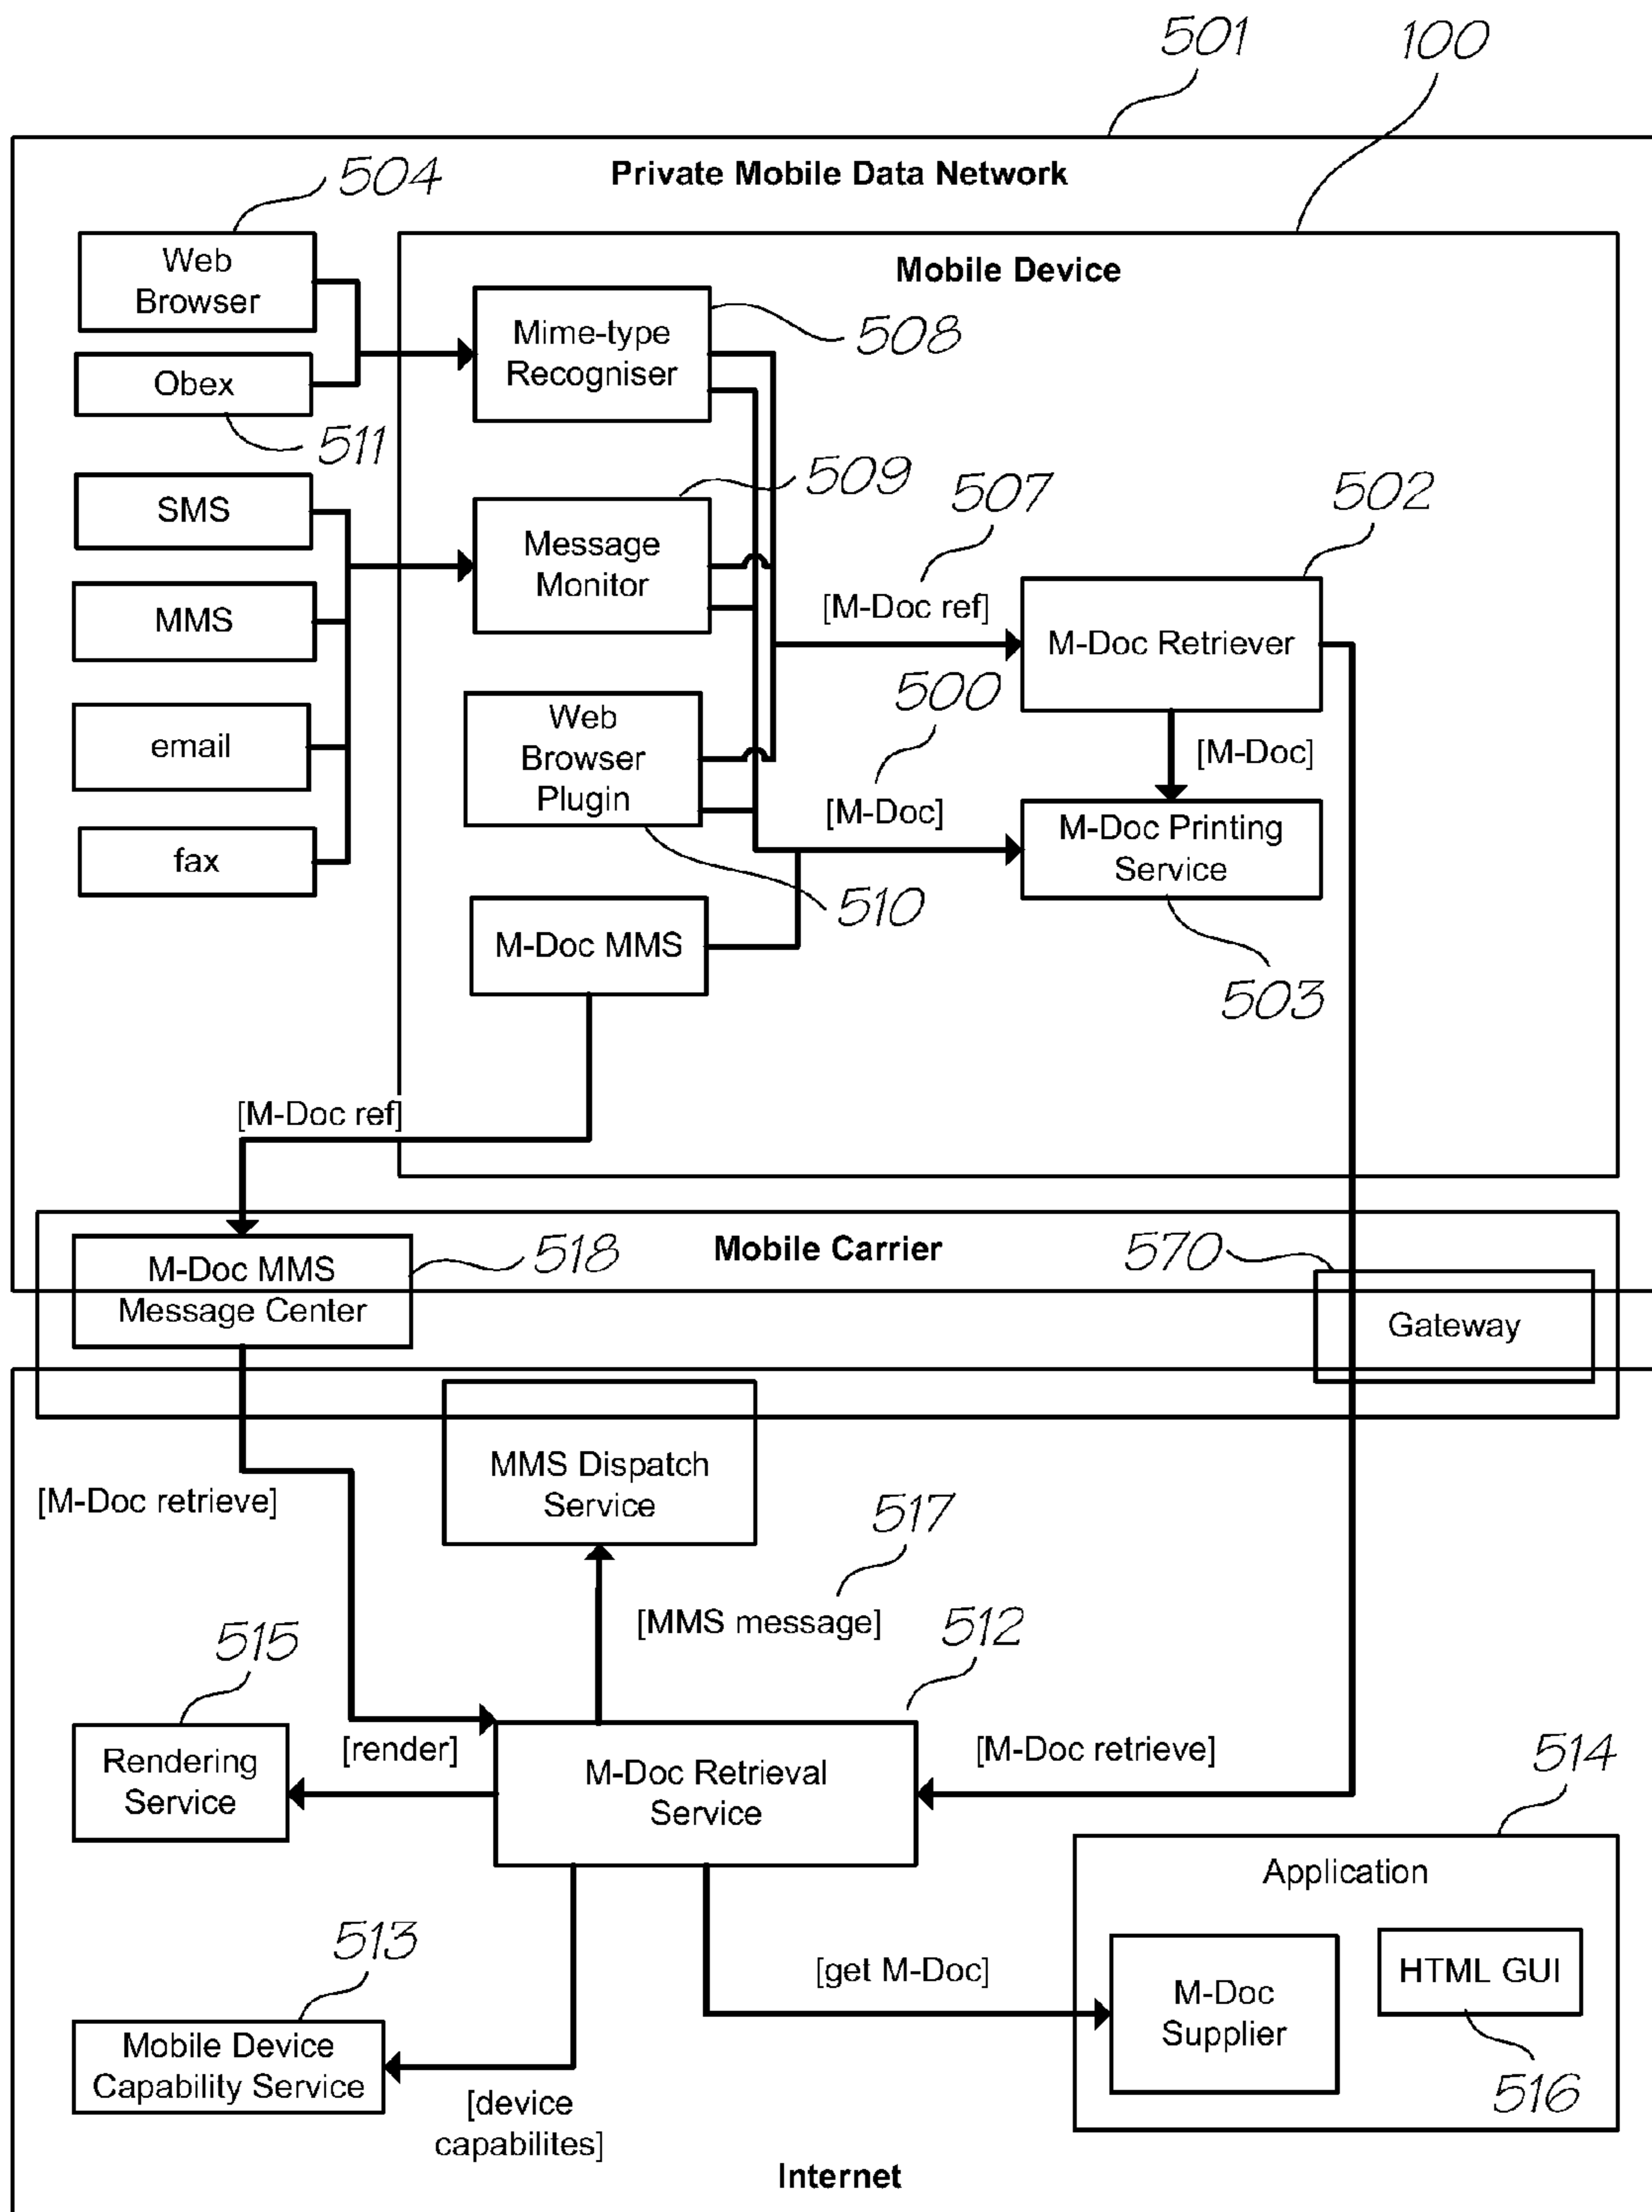 501
100
Private Mobile Data Network
504
Web
Browser
Mobile Device
Mime-type
Recogniser
508
Obex
511
SMS
509
507
502
Message
Monitor
[M-Doc ref]
MMS
M-Doc Retriever
500
Web
Browser
Plugin
email
[M-Doc]
[M-Doc]
M-Doc Printing
Service
fax
510
M-Doc MMS
503
[M-Doc ref]
M-Doc MMS
Message Center
518
Mobile Carrier
570
Gateway
MMS Dispatch
Service
[M-Doc retrieve]
517
[MMS message]
512
515
Rendering
Service
[render]
M-Doc Retrieval
Service
[M-Doc retrieve]
514
Application
513
[get M-Doc]
M-Doc
Supplier
HTML GUI
516
Mobile Device
Capability Service
[device
capabilites]
Internet